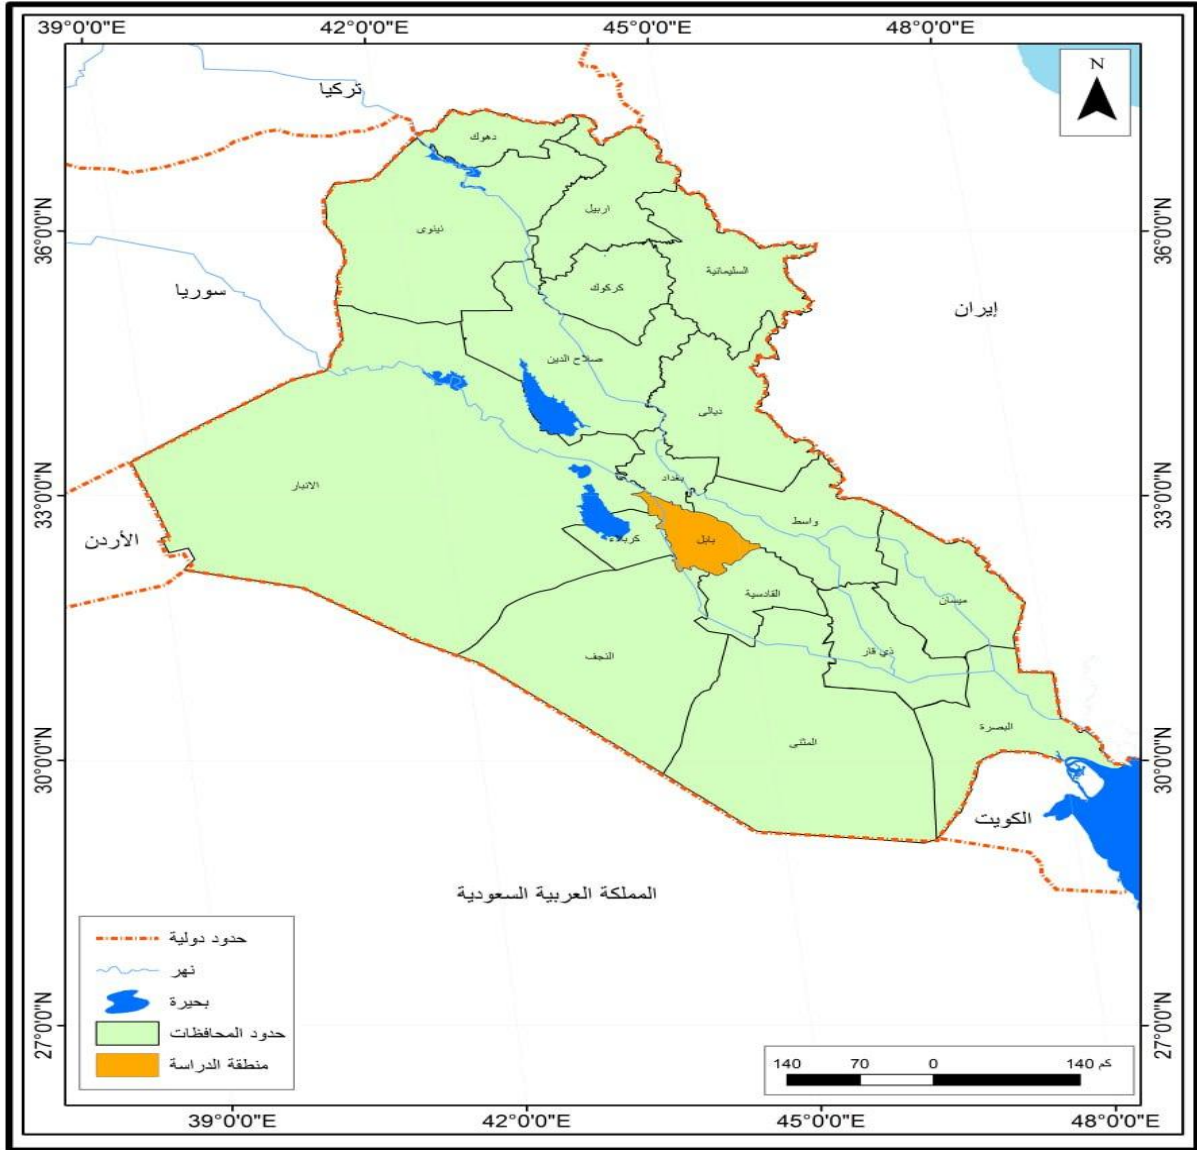 39°0'0"E 42°0'0"E 45°0'0"E 48°0'0"E
N
تركيا
دهوك
اربيل
نينوى
36°0'0"N
36°0'0"N
السليمانية
كركوك
سوريا
إيران
صلاح الدين
ديالى
بغداد
الانبار
33°0'0"N
33°0'0"N
واسط
كربلاء
بابل
الأردن
القادسية
ميسان
النجف
ذي قار
البصرة
المثنى
30°0'0"N
30°0'0"N
الكويت
المملكة العربية السعودية
حدود دولية
نهر
بحيرة
حدود المحافظات
منطقة الدراسة
27°0'0"N
27°0'0"N
140 70 0 140 كم
39°0'0"E 42°0'0"E 45°0'0"E 48°0'0"E